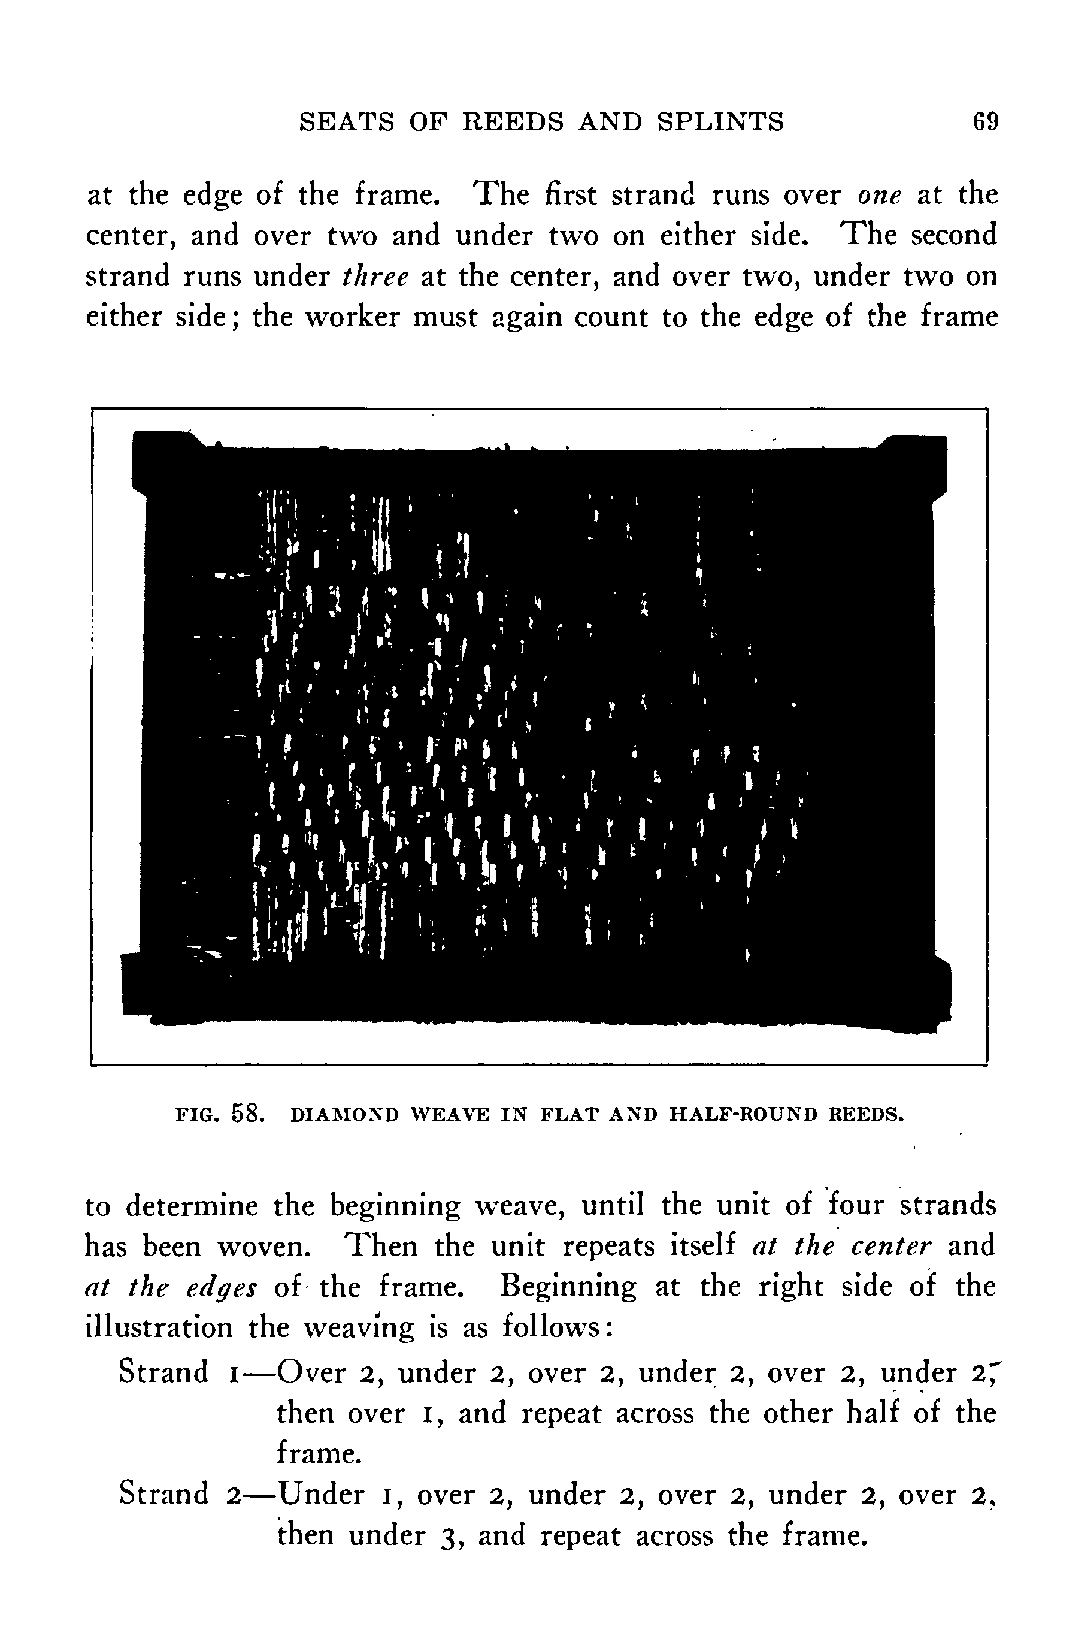 SEATS OF REEDS AND SPLINTS 69
at the edge of the frame. The first strand runs over one at the
center, and over two and under two on either side. The second
strand runs under three at the center, and over two, under two on
either side; the worker must again count to the edge of the frame
FIG. 58. DIAMOND WEAVE IN FLAT AND HALF-ROUND REEDS.
to determine the beginning weave, until the unit of four strands
has been woven. Then the unit repeats itself at the center and
at the edges of the frame. Beginning at the right side of the
illustration the weaving is as follows:
Strand 1—Over 2, under 2, over 2, under 2, over 2, under 2;
then over 1, and repeat across the other half of the
frame.
Strand 2—Under 1, over 2, under 2, over 2, under 2, over 2,
then under 3, and repeat across the frame.